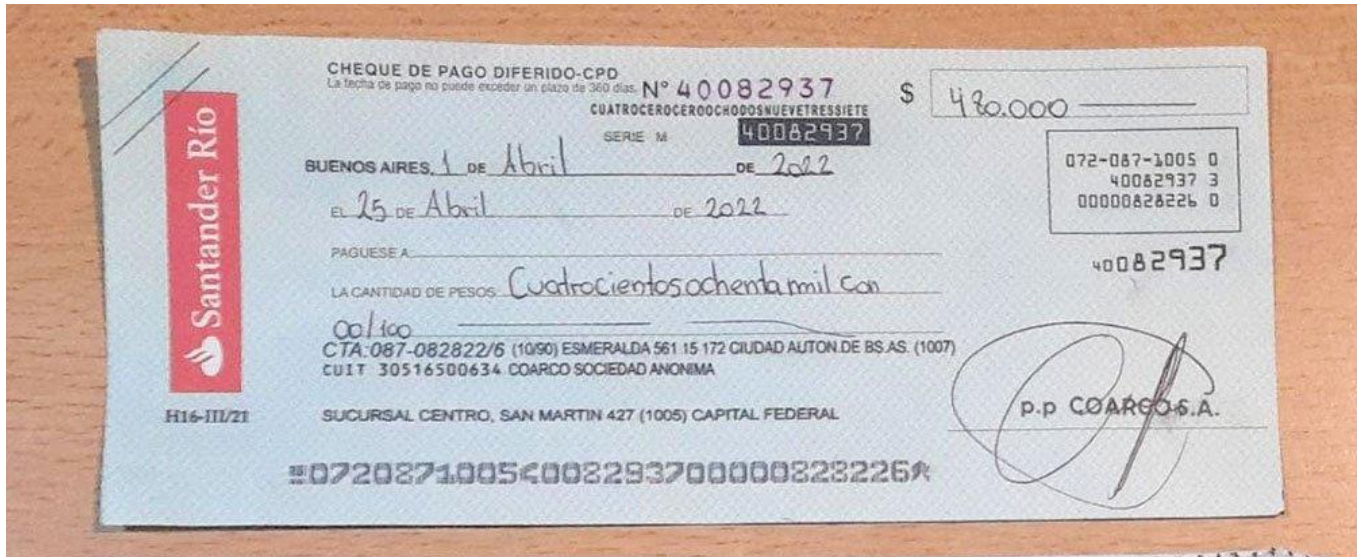 CHEQUE DE PAGO DIFERIDO-CPD
La fecha de pago no puede exceder un plazo de 360 días. N° 40082937
CUATROCEROCEROOCHODOSNUEVETRESSIETE
SERIE M 40082937
$ 480.000
BUENOS AIRES, 1 DE Abril DE 2022
072-087-1005 0
40082937 3
00000828226 0
EL 25 DE Abril DE 2022
PAGUESE A
40082937
LA CANTIDAD DE PESOS Cuatrocientos ochenta mil con
00/100
CTA:087-082822/6 (10/90) ESMERALDA 561 15 172 CIUDAD AUTON.DE BS.AS. (1007)
CUIT 30516500634 COARCO SOCIEDAD ANONIMA
p.p COARCO S.A.
SUCURSAL CENTRO, SAN MARTIN 427 (1005) CAPITAL FEDERAL
0720871005<008293700000828226
Santander Río
H16-III/21